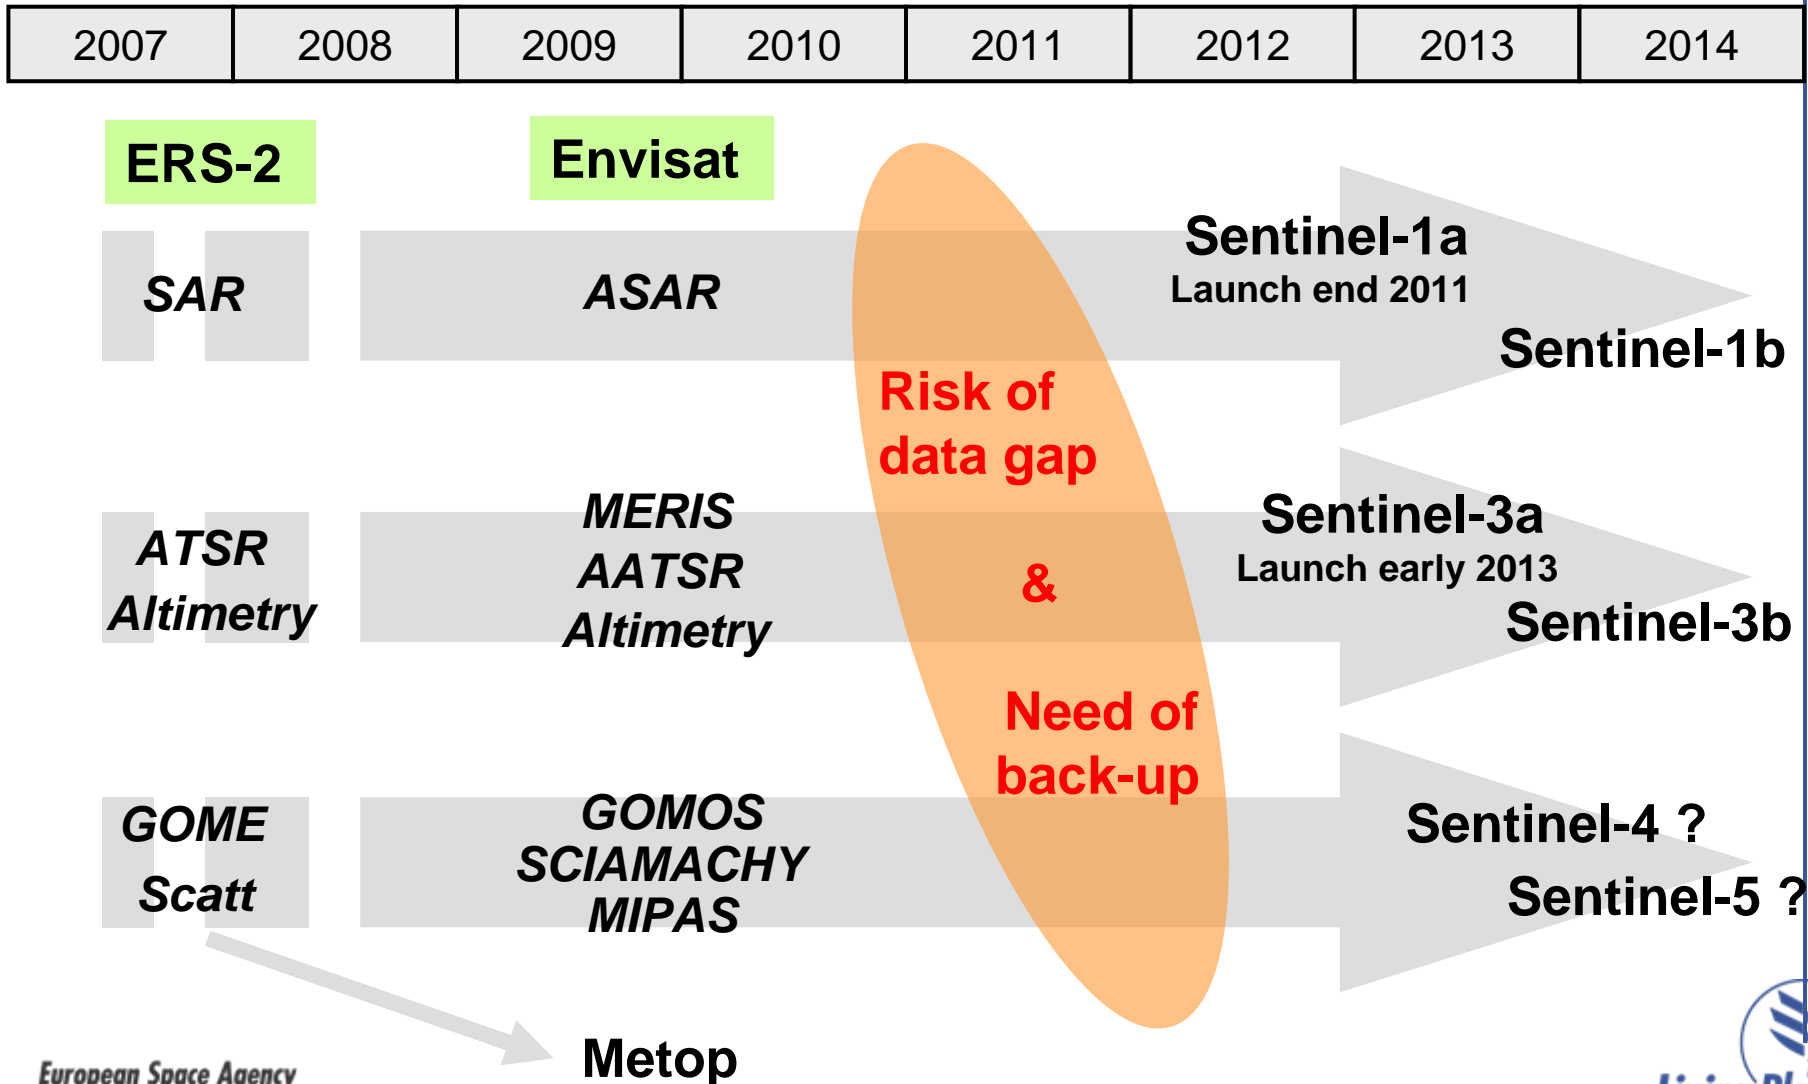 2007 2008 2009 2010 2011 2012 2013 2014
ERS-2
Envisat
SAR
ASAR
Sentinel-1a
Launch end 2011
Sentinel-1b
Risk of
data gap
&
Need of
back-up
ATSR
Altimetry
MERIS
AATSR
Altimetry
Sentinel-3a
Launch early 2013
Sentinel-3b
GOME
Scatt
GOMOS
SCIAMACHY
MIPAS
Sentinel-4 ?
Sentinel-5 ?
Metop
European Space Agency